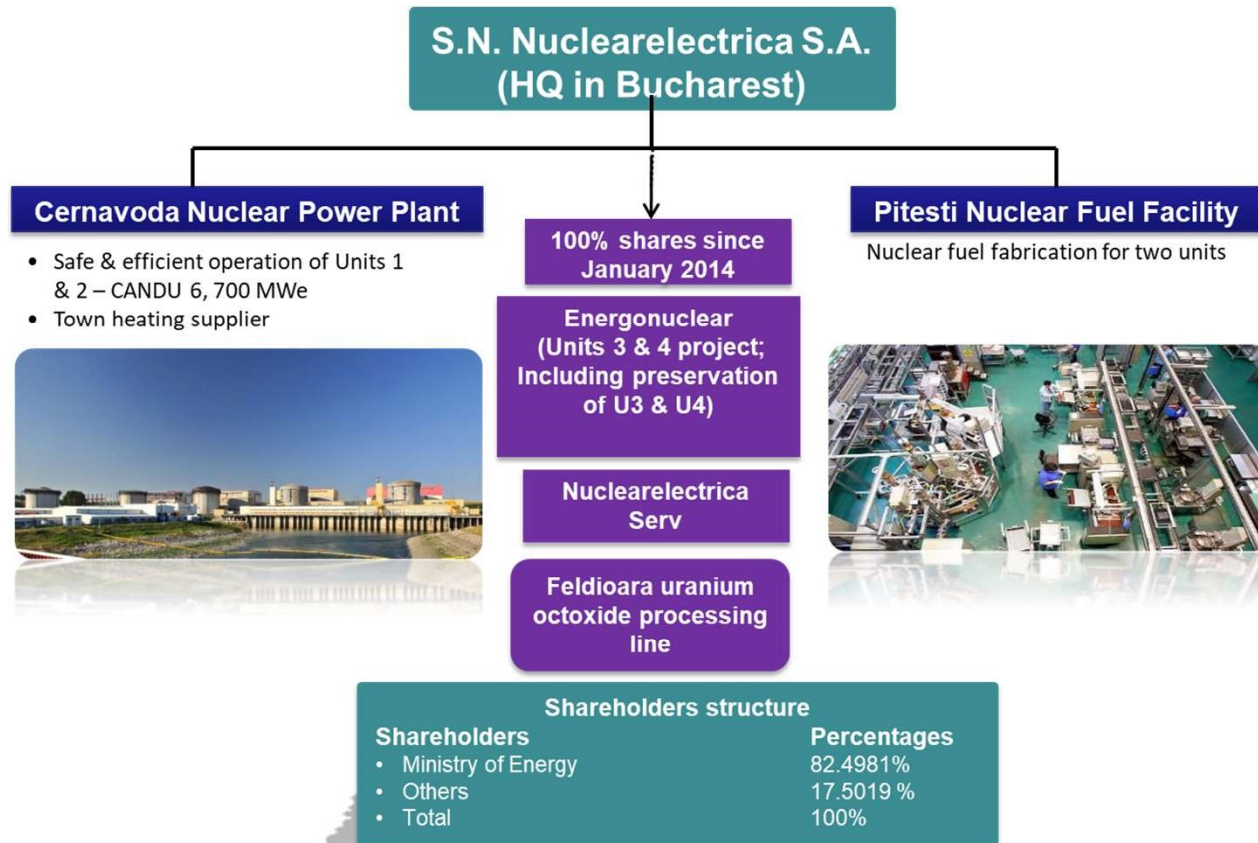 S.N. Nuclearelectrica S.A.
(HQ in Bucharest)
Cernavoda Nuclear Power Plant
• Safe & efficient operation of Units 1
& 2 – CANDU 6, 700 MWe
• Town heating supplier
100% shares since
January 2014
Energonuclear
(Units 3 & 4 project;
Including preservation
of U3 & U4)
Nuclearelectrica
Serv
Feldioara uranium
octoxide processing
line
Pitesti Nuclear Fuel Facility
Nuclear fuel fabrication for two units
Shareholders structure
Shareholders Percentages
• Ministry of Energy 82.4981%
• Others 17.5019 %
• Total 100%